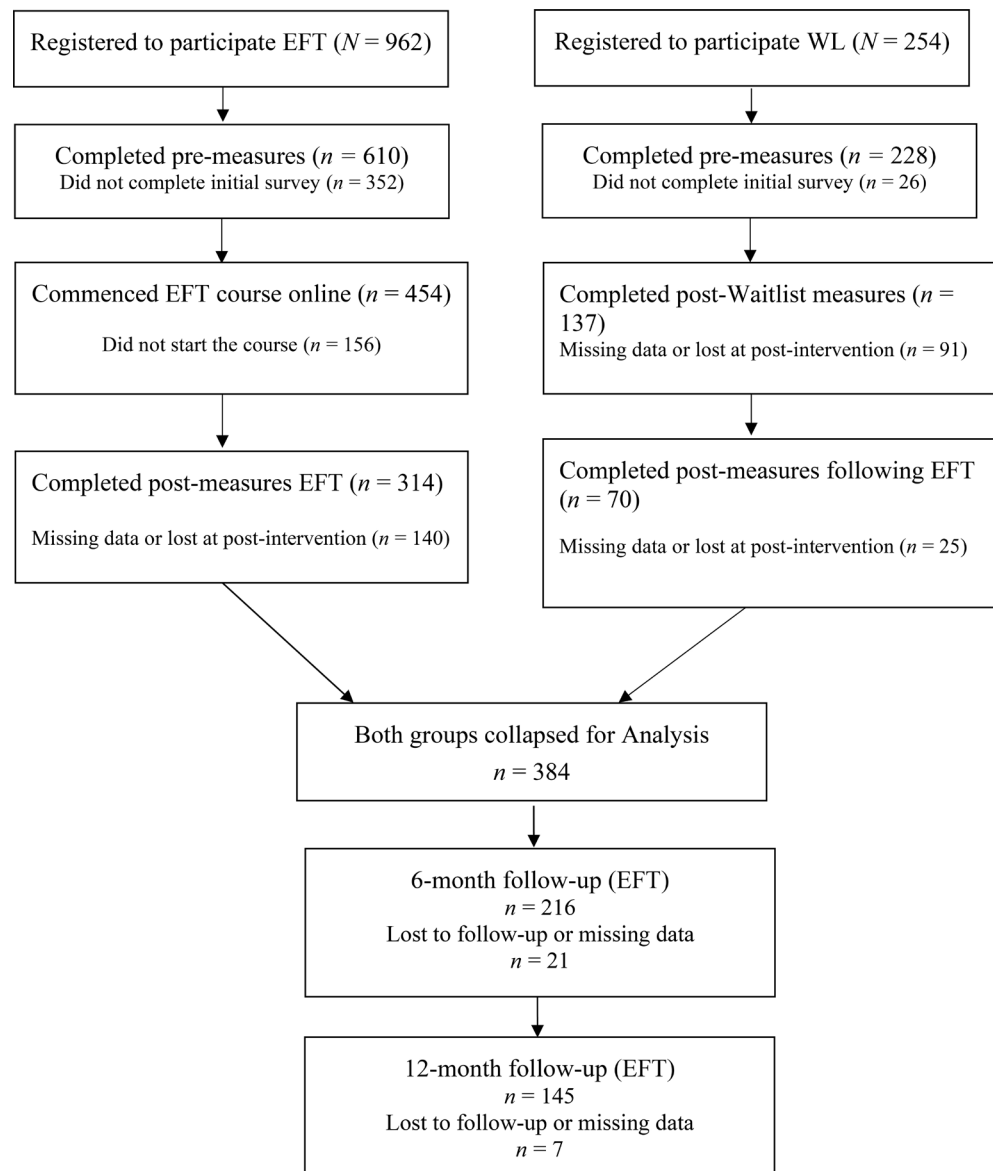 Registered to participate EFT (N = 962)
Registered to participate WL (N = 254)
Completed pre-measures (n = 610)
Did not complete initial survey (n = 352)
Completed pre-measures (n = 228)
Did not complete initial survey (n = 26)
Commenced EFT course online (n = 454)
Did not start the course (n = 156)
Completed post-Waitlist measures (n =
137)
Missing data or lost at post-intervention (n = 91)
Completed post-measures EFT (n = 314)
Missing data or lost at post-intervention (n = 140)
Completed post-measures following EFT
(n = 70)
Missing data or lost at post-intervention (n = 25)
Both groups collapsed for Analysis
n = 384
6-month follow-up (EFT)
n = 216
Lost to follow-up or missing data
n = 21
12-month follow-up (EFT)
n = 145
Lost to follow-up or missing data
n = 7